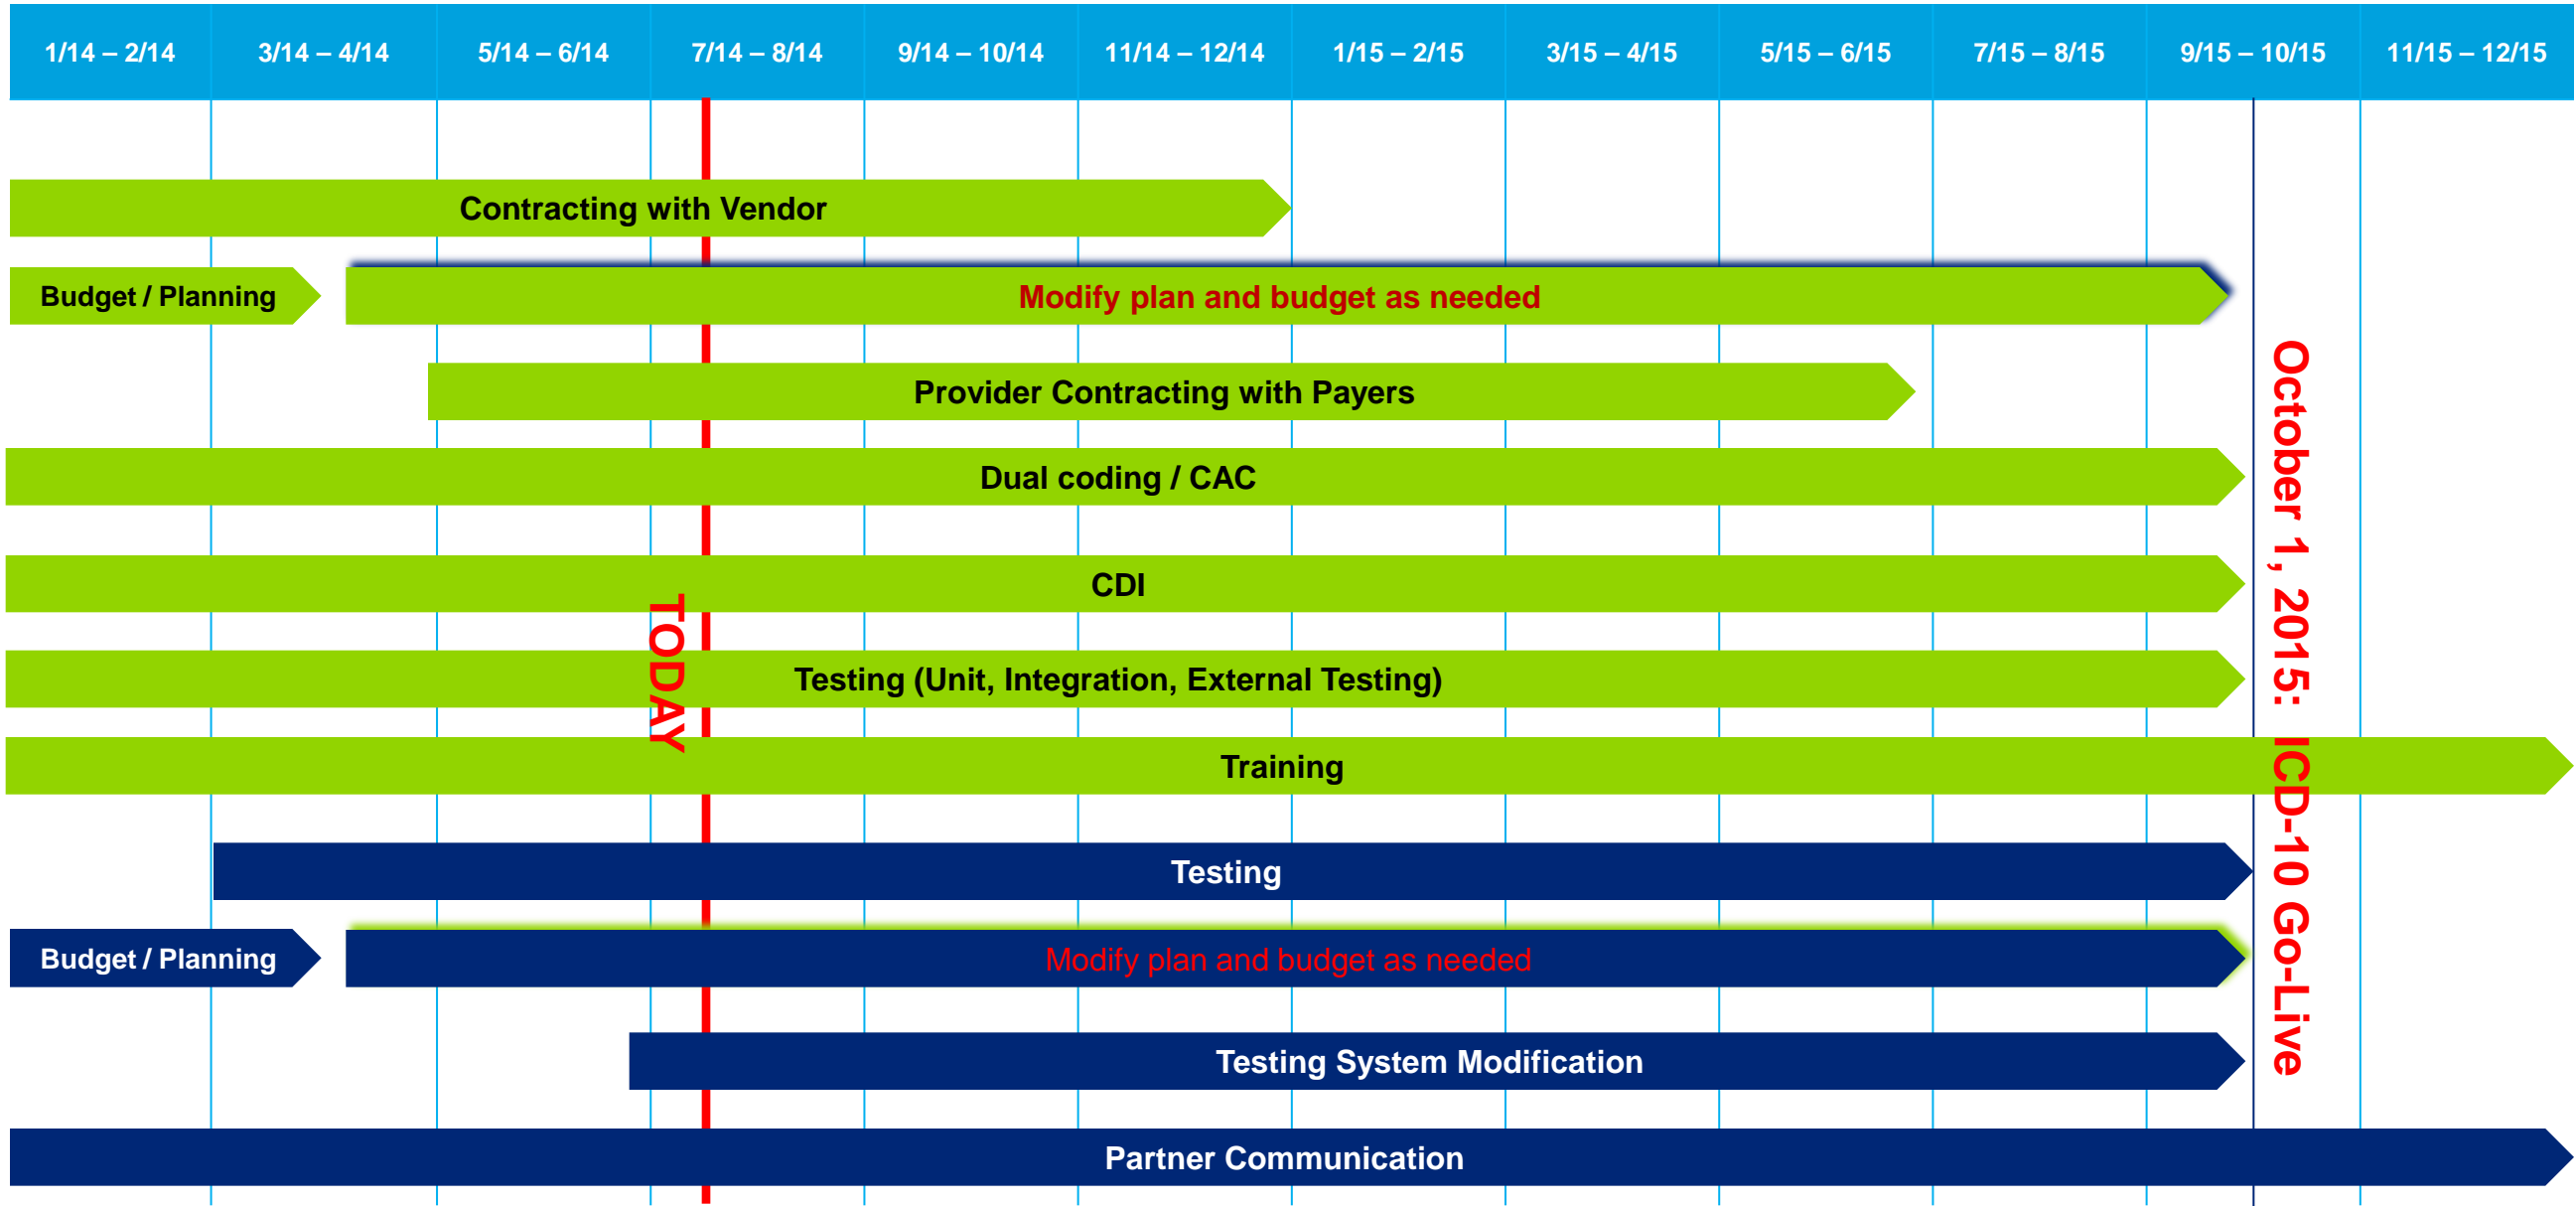 1/14 – 2/14
3/14 – 4/14
5/14 – 6/14
7/14 – 8/14
9/14 – 10/14
11/14 – 12/14
1/15 – 2/15
3/15 – 4/15
5/15 – 6/15
7/15 – 8/15
9/15 – 10/15
11/15 – 12/15
Contracting with Vendor
Budget / Planning
Modify plan and budget as needed
Provider Contracting with Payers
Dual coding / CAC
CDI
Testing (Unit, Integration, External Testing)
Training
Testing
Budget / Planning
Modify plan and budget as needed
Testing System Modification
Partner Communication
TODAY
October 1, 2015: ICD-10 Go-Live